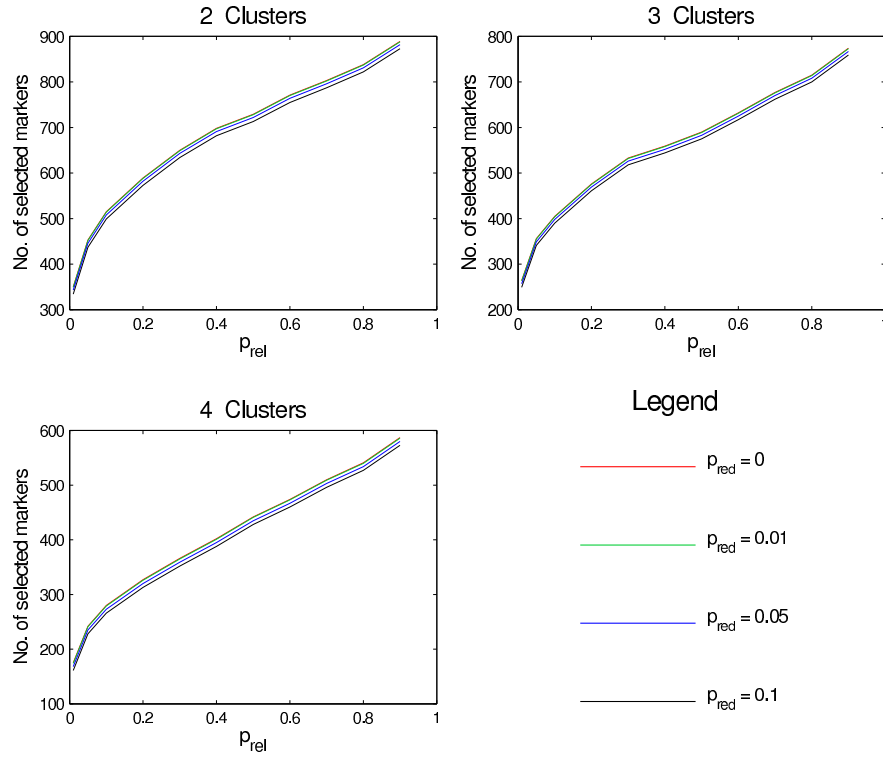 2 Clusters
No. of selected markers
900
800
700
600
500
400
300
0
0.2
0.4
0.6
0.8
1
p_rel
3 Clusters
No. of selected markers
800
700
600
500
400
300
200
0
0.2
0.4
0.6
0.8
p_rel
4 Clusters
No. of selected markers
600
500
400
300
200
100
0
0.2
0.4
0.6
0.8
1
p_rel
Legend
p_red = 0
p_red = 0.01
p_red = 0.05
p_red = 0.1